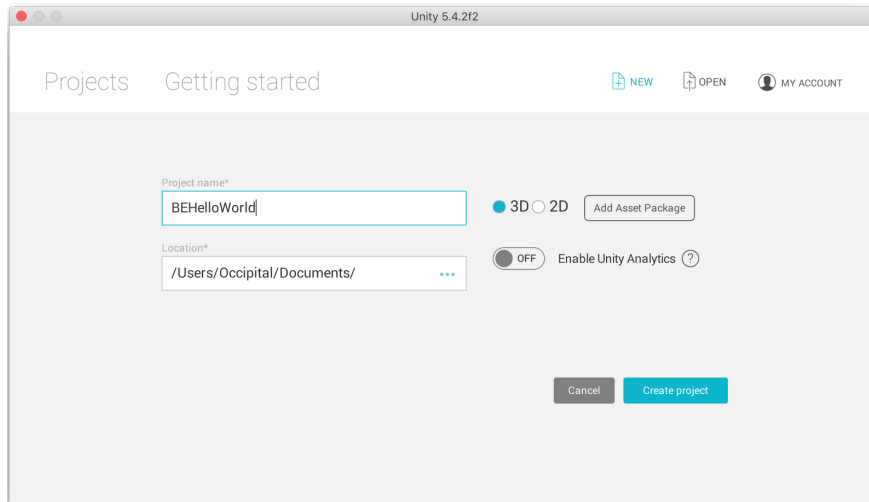 Unity 5.4.2f2
Projects Getting started NEW OPEN MY ACCOUNT
Project name*
BEHelloWorld
3D 2D Add Asset Package
Location*
/Users/Occipital/Documents/ ...
OFF Enable Unity Analytics ?
Cancel Create project